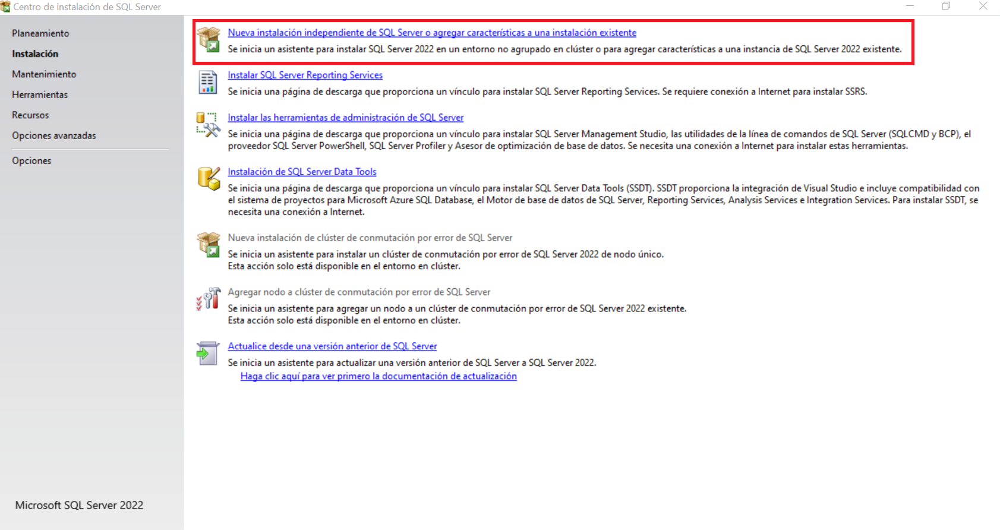 Centro de instalación de SQL Server
Planeamiento
Instalación
Mantenimiento
Herramientas
Recursos
Opciones avanzadas
Opciones
Microsoft SQL Server 2022
Nueva instalación independiente de SQL Server o agregar características a una instalación existente
Se inicia un asistente para instalar SQL Server 2022 en un entorno no agrupado en clúster o para agregar características a una instancia de SQL Server 2022 existente.
Instalar SQL Server Reporting Services
Se inicia una página de descarga que proporciona un vínculo para instalar SQL Server Reporting Services. Se requiere conexión a Internet para instalar SSRS.
Instalar las herramientas de administración de SQL Server
Se inicia una página de descarga que proporciona un vínculo para instalar SQL Server Management Studio, las utilidades de la línea de comandos de SQL Server (SQLCMD y BCP), el
proveedor SQL Server PowerShell, SQL Server Profiler y Asesor de optimización de base de datos. Se necesita una conexión a Internet para instalar estas herramientas.
Instalación de SQL Server Data Tools
Se inicia una página de descarga que proporciona un vínculo para instalar SQL Server Data Tools (SSDT). SSDT proporciona la integración de Visual Studio e incluye compatibilidad con
el sistema de proyectos para Microsoft Azure SQL Database, el Motor de base de datos de SQL Server, Reporting Services, Analysis Services e Integration Services. Para instalar SSDT, se
necesita una conexión a Internet.
Nueva instalación de clúster de conmutación por error de SQL Server
Se inicia un asistente para instalar un clúster de conmutación por error de SQL Server 2022 de nodo único.
Esta acción solo está disponible en el entorno en clúster.
Agregar nodo a clúster de conmutación por error de SQL Server
Se inicia un asistente para agregar un nodo a un clúster de conmutación por error de SQL Server 2022 existente.
Esta acción solo está disponible en el entorno en clúster.
Actualice desde una versión anterior de SQL Server
Se inicia un asistente para actualizar una versión anterior de SQL Server a SQL Server 2022.
Haga clic aquí para ver primero la documentación de actualización